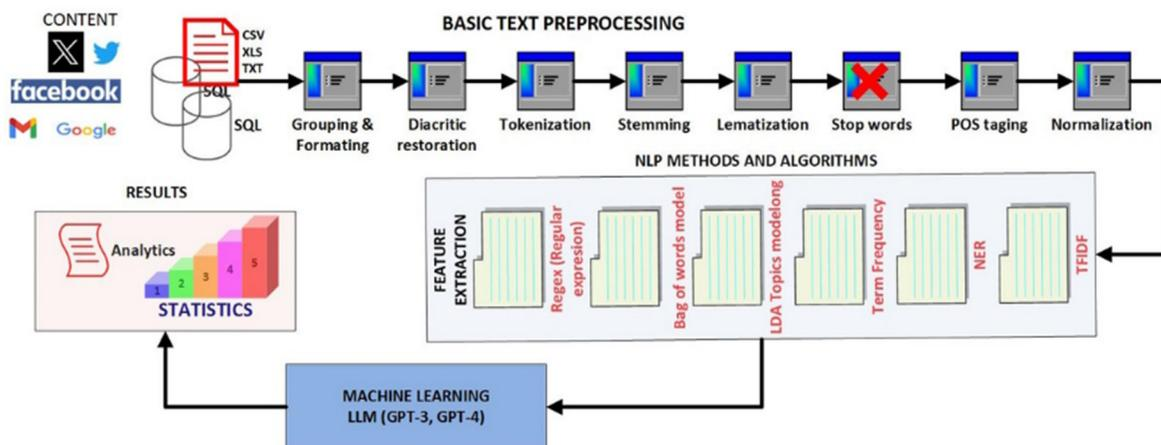 CONTENT
X
facebook
M Google
CSV
XLS
TXT
SQL
SQL
BASIC TEXT PREPROCESSING
Grouping &
Formating
Diacritic
restoration
Tokenization
Stemming
Lematization
Stop words
POS taging
Normalization
NLP METHODS AND ALGORITHMS
FEATURE
EXTRACTION
Regex (Regular
expresion)
Bag of words model
LDA Topics modelong
Term Frequency
NER
TFIDF
MACHINE LEARNING
LLM (GPT-3, GPT-4)
RESULTS
Analytics
1 2 3 4 5
STATISTICS